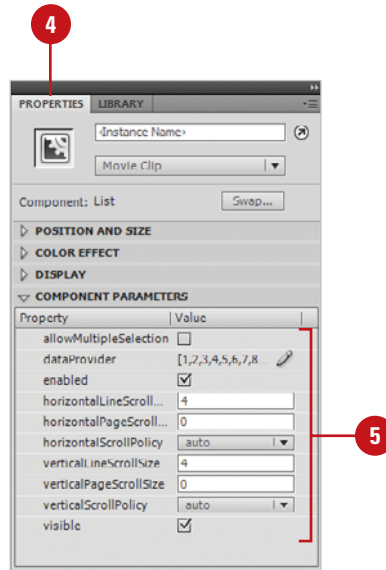 4
PROPERTIES LIBRARY
<Instance Name>
Movie Clip
Component: List Swap...
POSITION AND SIZE
COLOR EFFECT
DISPLAY
COMPONENT PARAMETERS
Property Value
allowMultipleSelection
dataProvider [1,2,3,4,5,6,7,8...
enabled
horizontalLineScroll... 4
horizontalPageScroll... 0
horizontalScrollPolicy auto
verticalLineScrollSize 4
verticalPageScrollSize 0
verticalScrollPolicy auto
visible
5